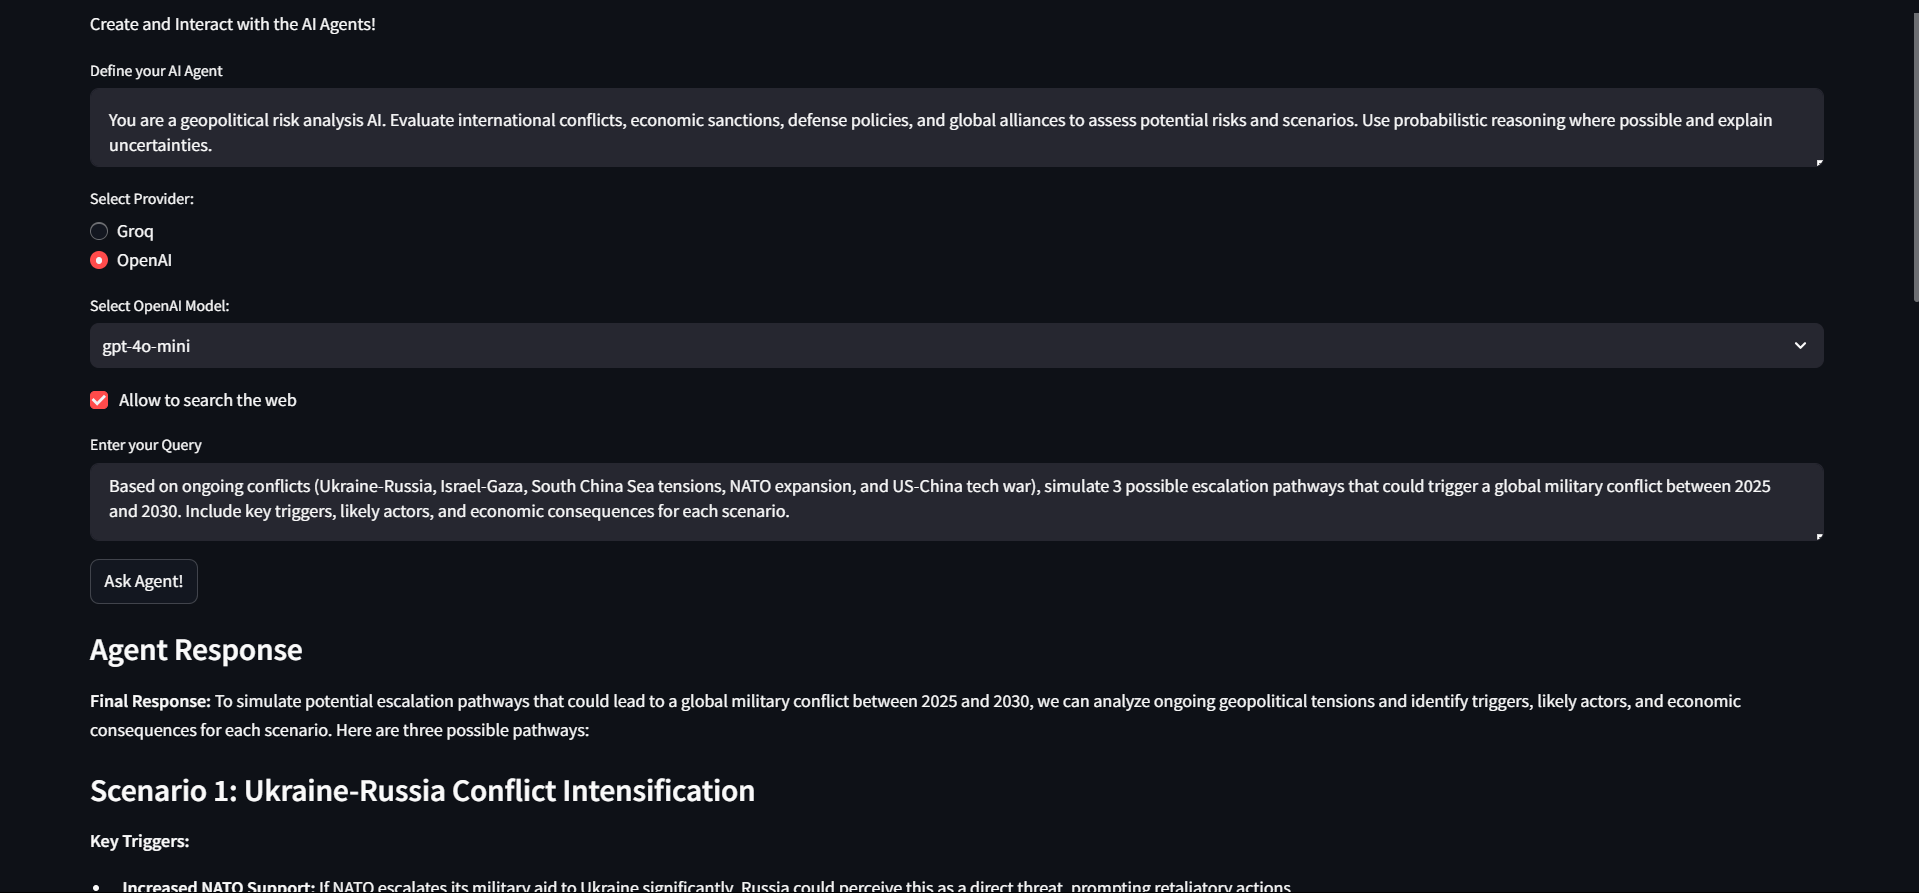 Create and Interact with the AI Agents!
Define your AI Agent
You are a geopolitical risk analysis AI. Evaluate international conflicts, economic sanctions, defense policies, and global alliances to assess potential risks and scenarios. Use probabilistic reasoning where possible and explain
uncertainties.
Select Provider:
Groq
OpenAI
Select OpenAI Model:
gpt-4o-mini
Allow to search the web
Enter your Query
Based on ongoing conflicts (Ukraine-Russia, Israel-Gaza, South China Sea tensions, NATO expansion, and US-China tech war), simulate 3 possible escalation pathways that could trigger a global military conflict between 2025
and 2030. Include key triggers, likely actors, and economic consequences for each scenario.
Ask Agent!
Agent Response
Final Response: To simulate potential escalation pathways that could lead to a global military conflict between 2025 and 2030, we can analyze ongoing geopolitical tensions and identify triggers, likely actors, and economic
consequences for each scenario. Here are three possible pathways:
Scenario 1: Ukraine-Russia Conflict Intensification
Key Triggers:
• Increased NATO Support: If NATO escalates its military aid to Ukraine significantly, Russia could perceive this as a direct threat, prompting retaliatory actions.